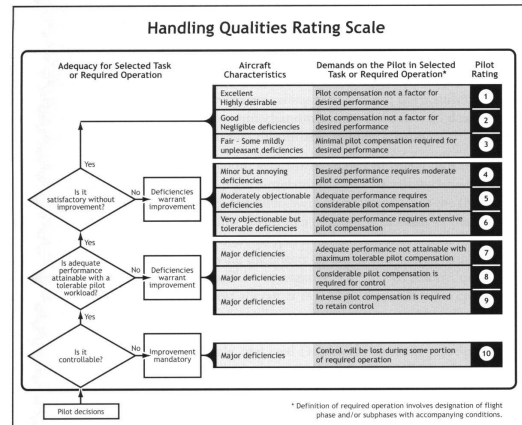 Handling Qualities Rating Scale
Adequacy for Selected Task
or Required Operation
Aircraft
Characteristics
Demands on the Pilot in Selected
Task or Required Operation*
Pilot
Rating
Excellent
Highly desirable
Pilot compensation not a factor for
desired performance
1
Good
Negligible deficiencies
Pilot compensation not a factor for
desired performance
2
Fair - Some mildly
unpleasant deficiencies
Minimal pilot compensation required for
desired performance
3
Yes
Is it
satisfactory without
improvement?
No
Deficiencies
warrant
improvement
Minor but annoying
deficiencies
Desired performance requires moderate
pilot compensation
4
Moderately objectionable
deficiencies
Adequate performance requires
considerable pilot compensation
5
Very objectionable but
tolerable deficiencies
Adequate performance requires extensive
pilot compensation
6
Yes
Is adequate
performance
attainable with a
tolerable pilot
workload?
No
Deficiencies
warrant
improvement
Major deficiencies
Adequate performance not attainable with
maximum tolerable pilot compensation
7
Major deficiencies
Considerable pilot compensation is
required for control
8
Major deficiencies
Intense pilot compensation is required
to retain control
9
Yes
Is it
controllable?
No
Improvement
mandatory
Major deficiencies
Control will be lost during some portion
of required operation
10
Pilot decisions
* Definition of required operation involves designation of flight
phase and/or subphases with accompanying conditions.